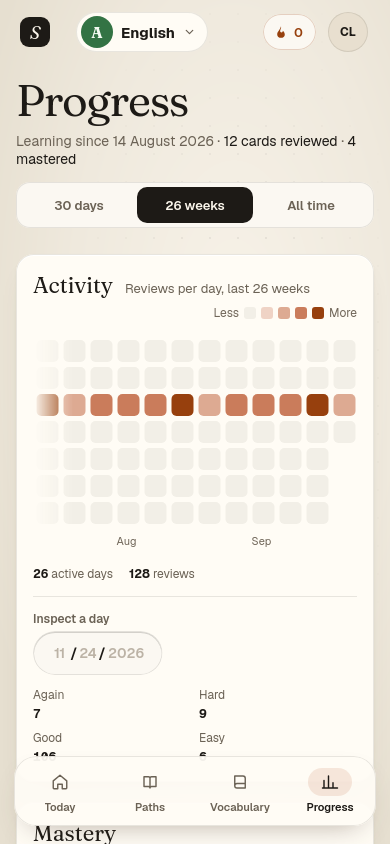 S
A English
0
CL
Progress
Learning since 14 August 2026 · 12 cards reviewed · 4
mastered
30 days
26 weeks
All time
Activity Reviews per day, last 26 weeks
Less
More
Aug
Sep
26 active days 128 reviews
Inspect a day
11 / 24 / 2026
Again
Hard
7
9
Good
Easy
Today
Paths
Vocabulary
Progress
Mastery